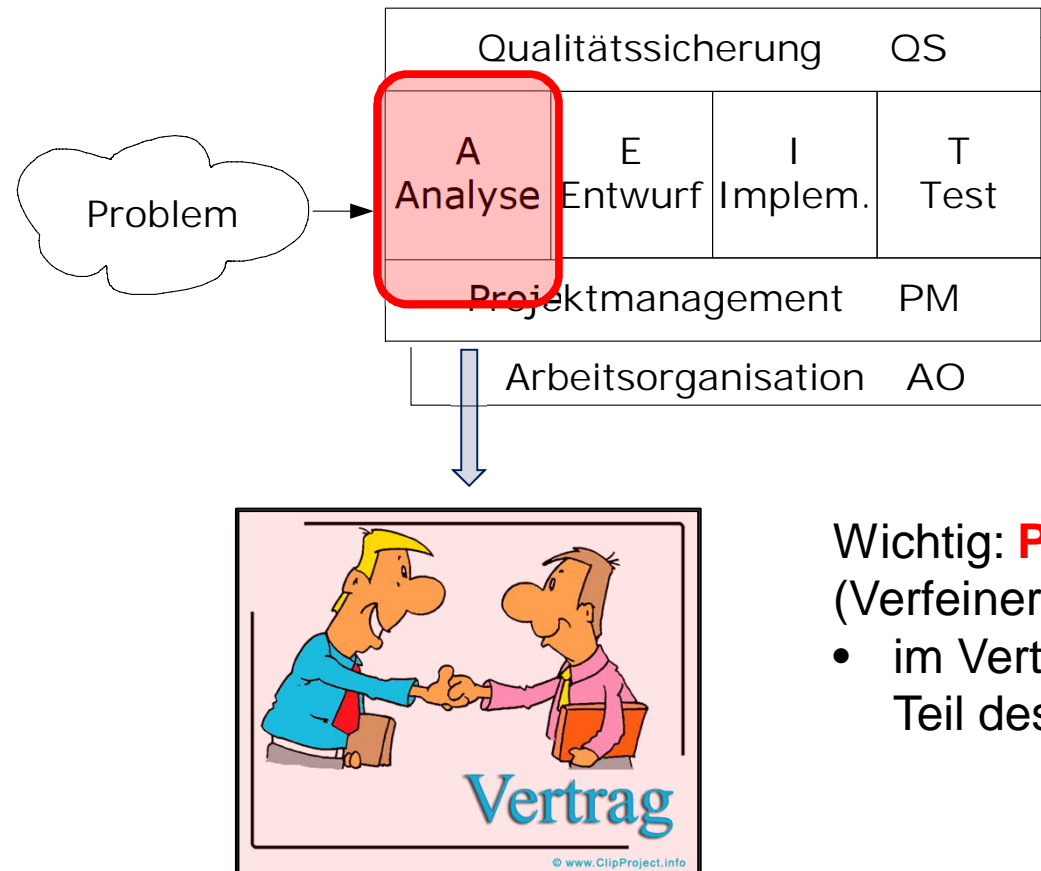 Qualitätssicherung QS
Problem
A
Analyse
E
Entwurf
I
Implem.
T
Test
Projektmanagement PM
Arbeitsorganisation AO
Wichtig: P
(Verfeiner
• im Vert
Teil des
Vertrag
© www.ClipProject.info